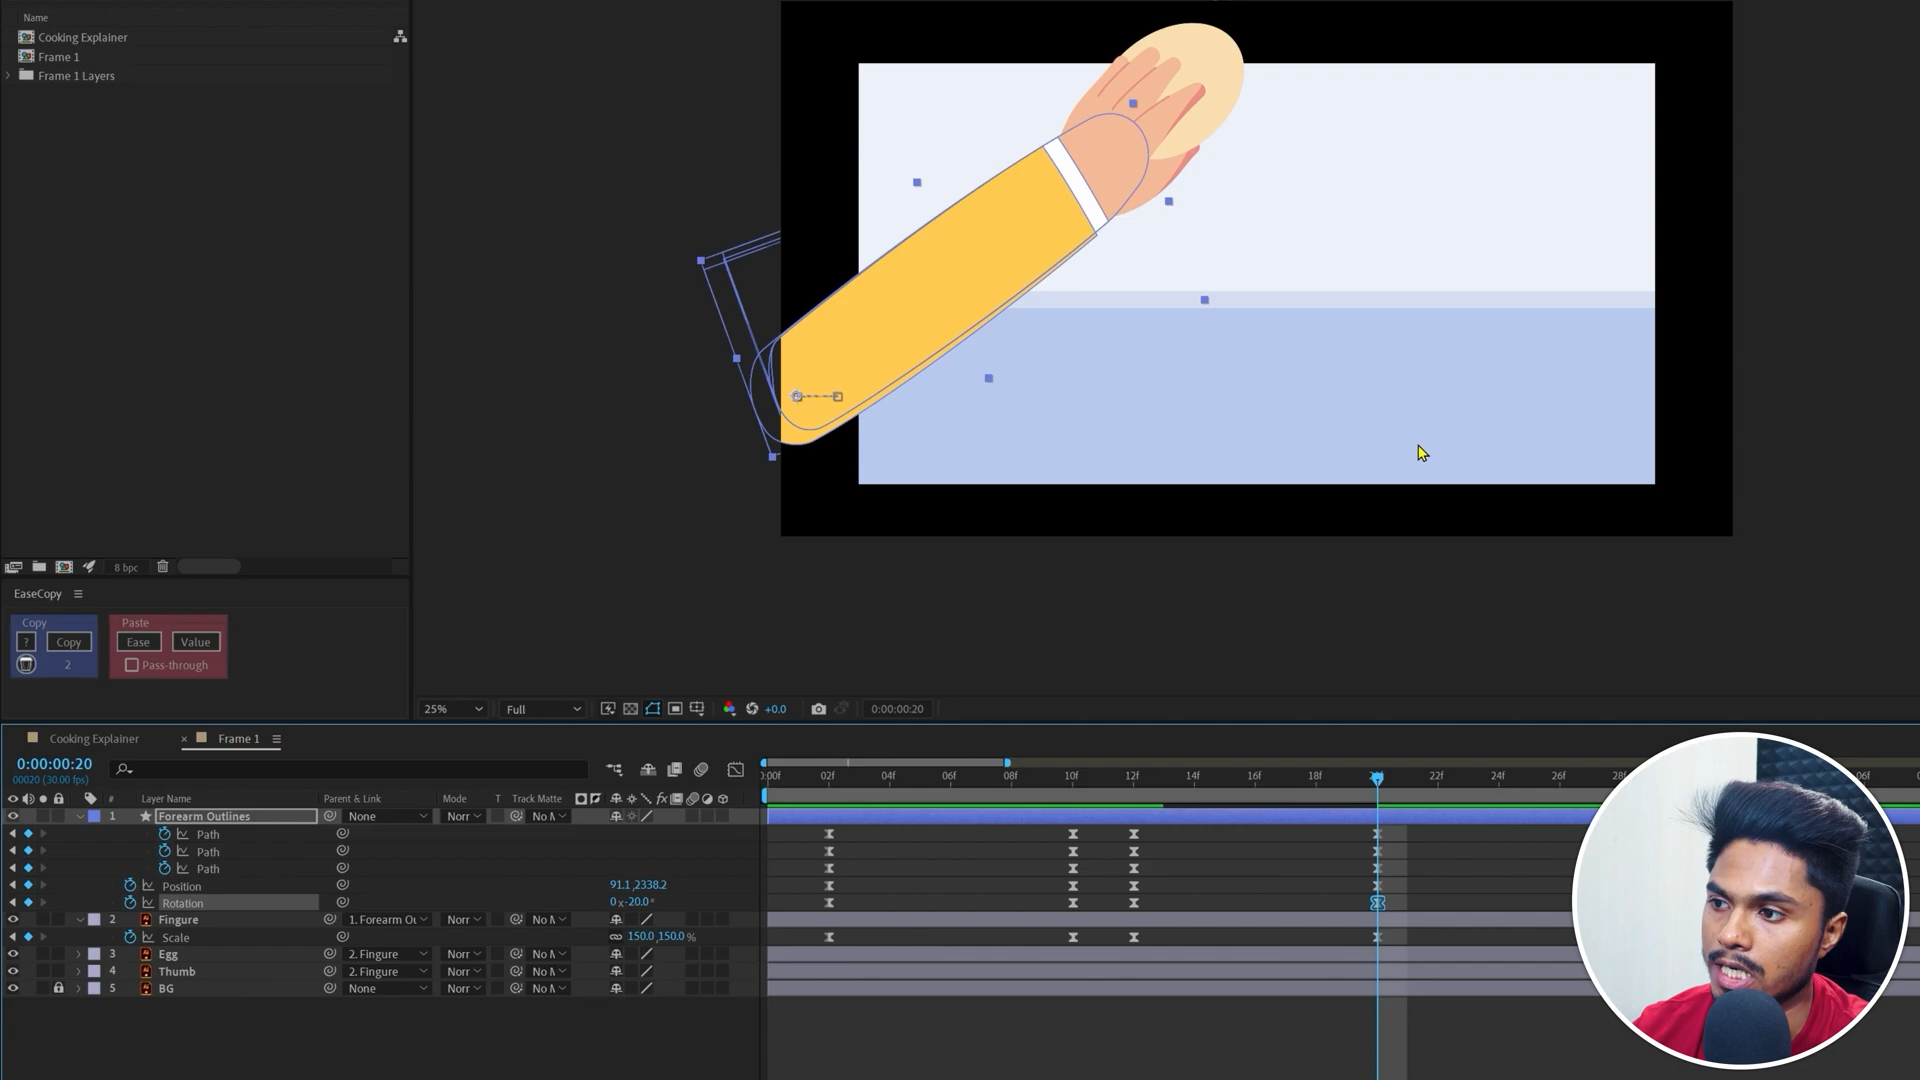 Name
Cooking Explainer
Frame 1
Frame 1 Layers
8 bpc
EaseCopy
Copy
Paste
? Copy Ease Value
2 Pass-through
25% Full +0.0 0:00:00:20
Cooking Explainer × Frame 1
0:00:00:20
00020 (30.00 fps)
:00f 02f 04f 06f 08f 10f 12f 14f 16f 18f 22f 24f 26f 28f 06f
# Layer Name Parent & Link Mode T Track Matte
1 Forearm Outlines None Norr No M
Path
Path
Path
Position 91.1,2338.2
Rotation 0x-20.0°
2 Fingure 1. Forearm Ou Norr No M
Scale 150.0,150.0 %
3 Egg 2. Fingure Norr No M
4 Thumb 2. Fingure Norr No M
5 BG None Norr No M